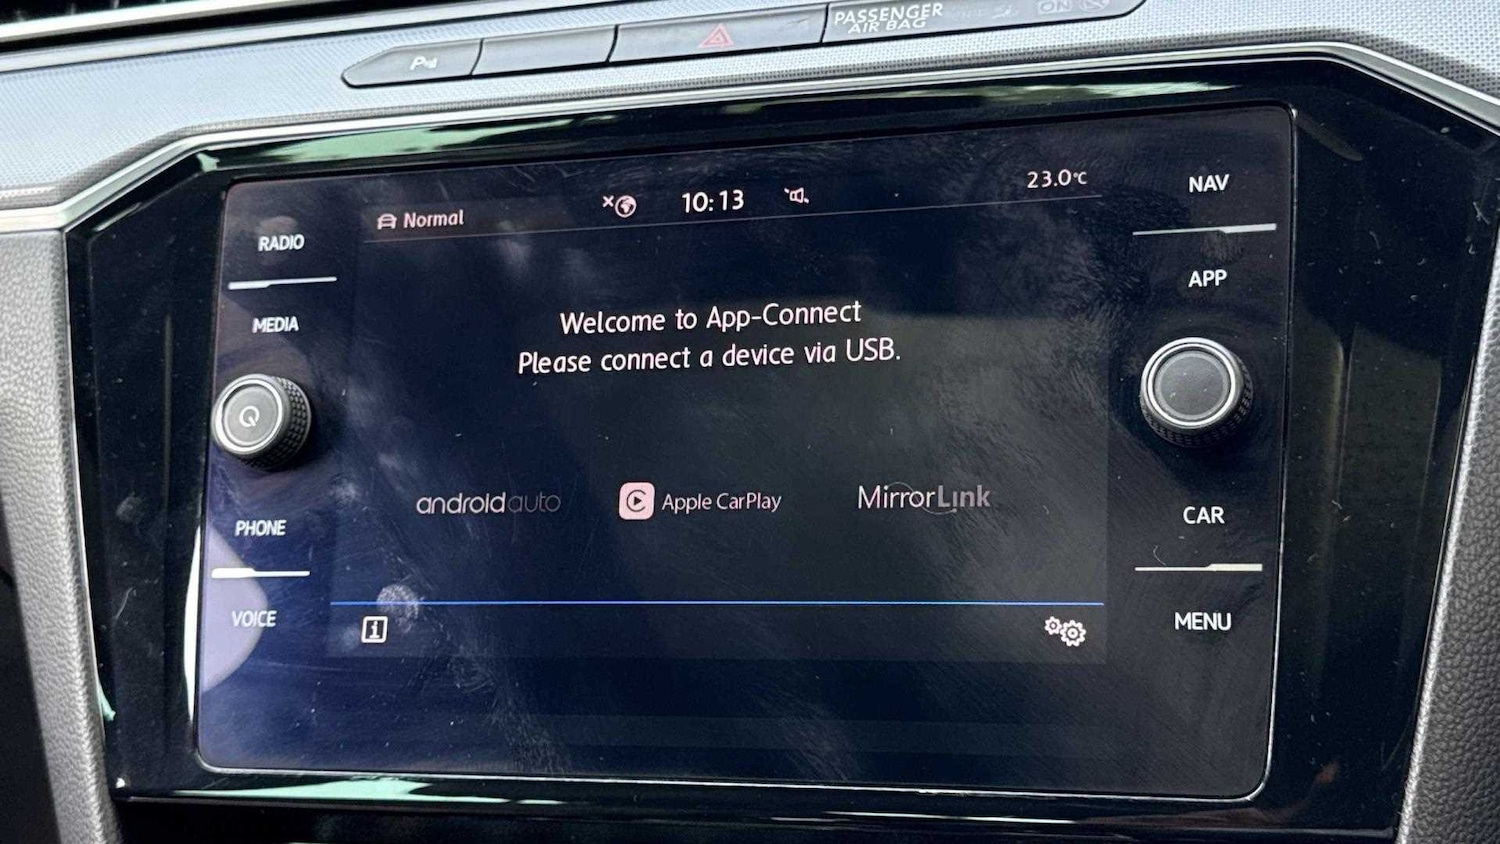 P
PASSENGER
AIR BAG
ON
Normal
10:13
23.0°C
NAV
RADIO
APP
MEDIA
Welcome to App-Connect
Please connect a device via USB.
androidauto
Apple CarPlay
MirrorLink
PHONE
CAR
VOICE
i
MENU